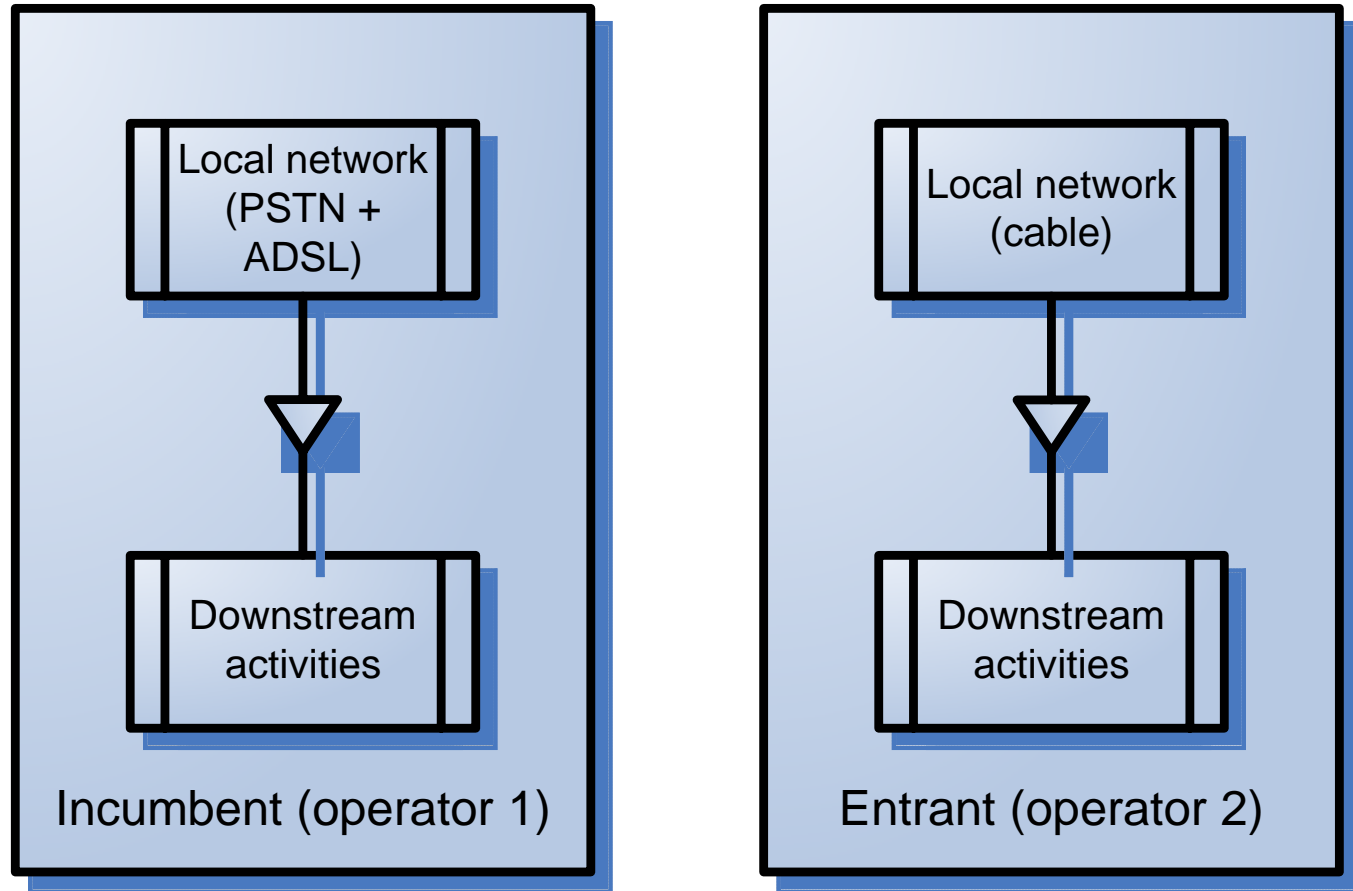 Local network
(PSTN +
ADSL)
Downstream
activities
Incumbent (operator 1)
Local network
(cable)
Downstream
activities
Entrant (operator 2)